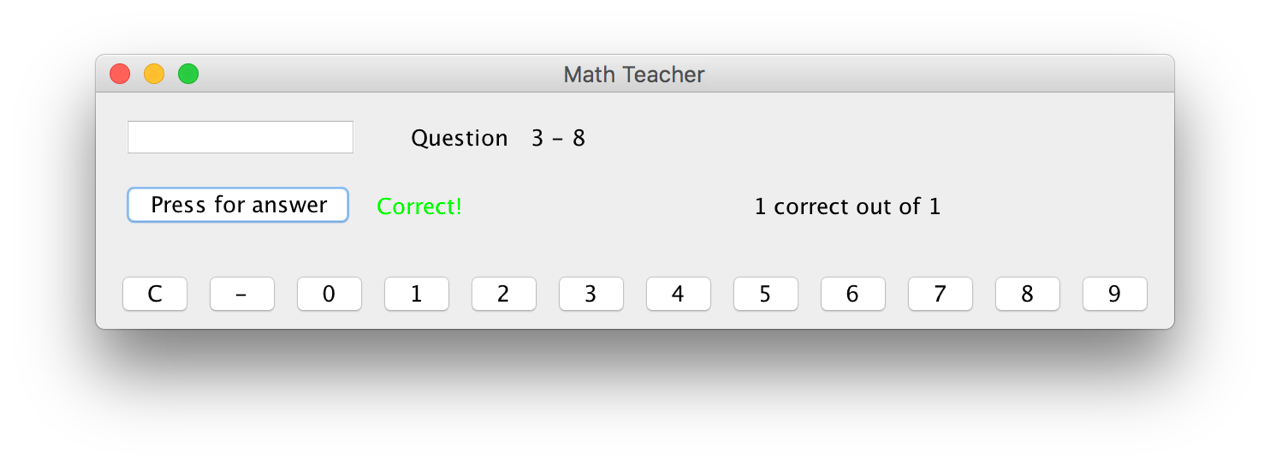 Math Teacher
Question 3 - 8
Press for answer Correct! 1 correct out of 1
C - 0 1 2 3 4 5 6 7 8 9